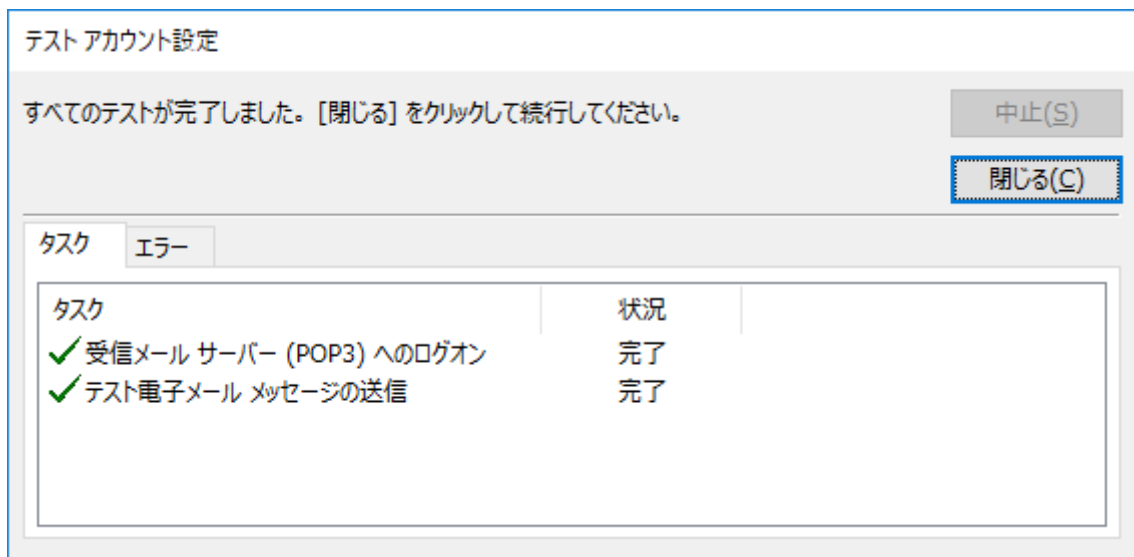 テスト アカウント設定
すべてのテストが完了しました。[閉じる] をクリックして続行してください。
中止(S)
閉じる(C)
タスク エラー
タスク 状況
受信メール サーバー (POP3) へのログオン 完了
テスト電子メール メッセージの送信 完了